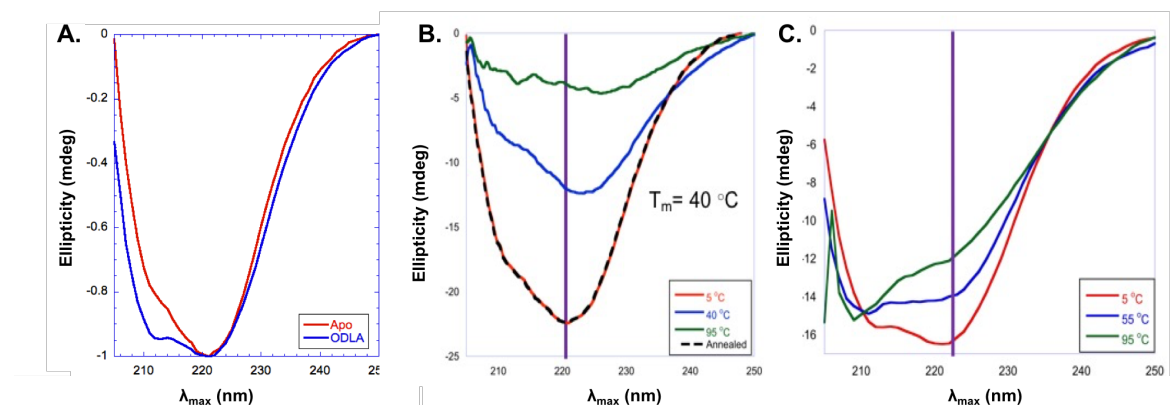 A.
Ellipticity (mdeg)
0
-0.2
-0.4
-0.6
-0.8
-1
210
220
230
240
25
Apo
ODLA
λmax (nm)
B.
Ellipticity (mdeg)
0
-5
-10
-15
-20
-25
210
220
230
240
250
Tm= 40 °C
5 °C
40 °C
95 °C
Annealed
λmax (nm)
C.
Ellipticity (mdeg)
0
-2
-4
-6
-8
-10
-12
-14
-16
210
220
230
240
250
5 °C
55 °C
95 °C
λmax (nm)